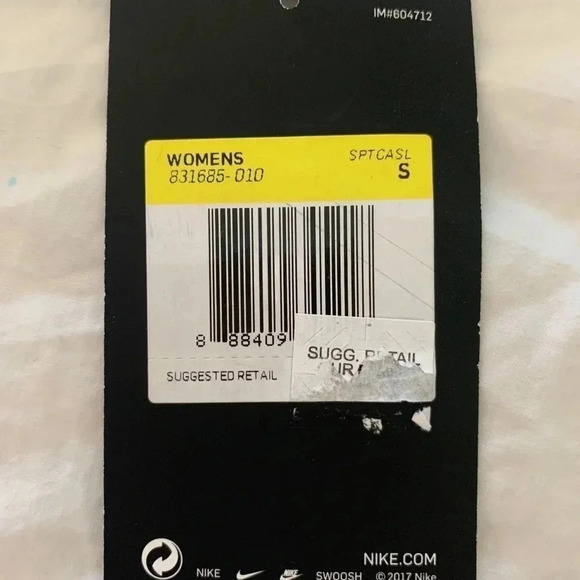 IM#604712
WOMENS SPTCASL
831685-010 S
8 88409
SUGG.
SUGGESTED RETAIL
NIKE.COM
NIKE SWOOSH © 2017 Nike